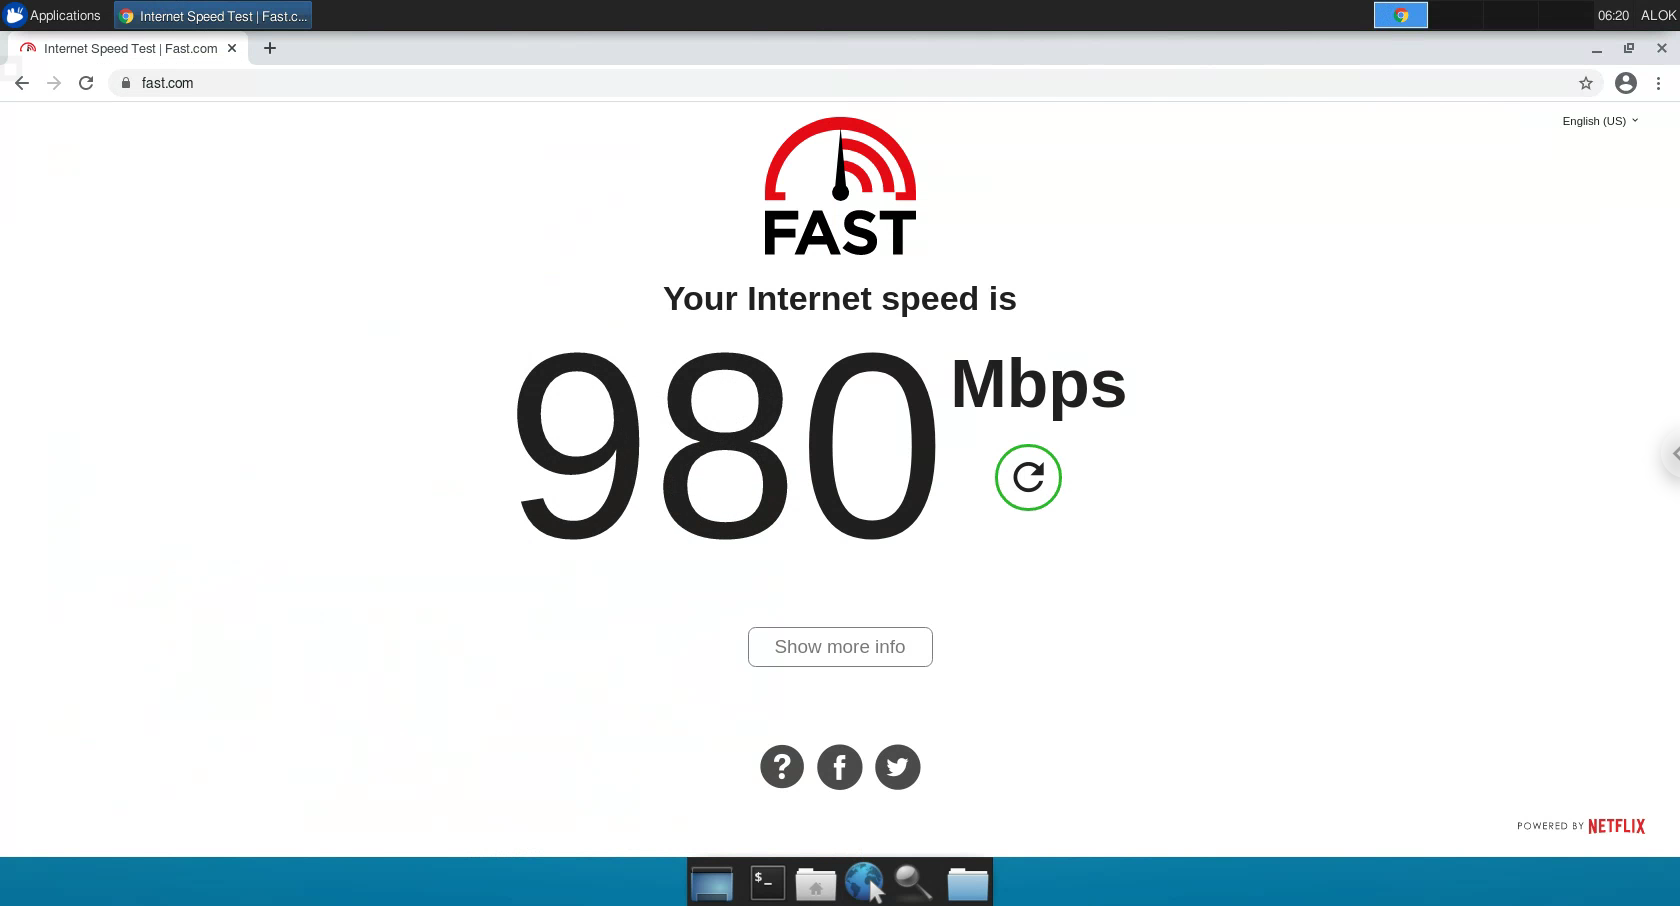 Applications
Internet Speed Test | Fast.c...
06:20
ALOK
Internet Speed Test | Fast.com
fast.com
English (US)
FAST
Your Internet speed is
980 Mbps
Show more info
?
f
POWERED BY NETFLIX
$_